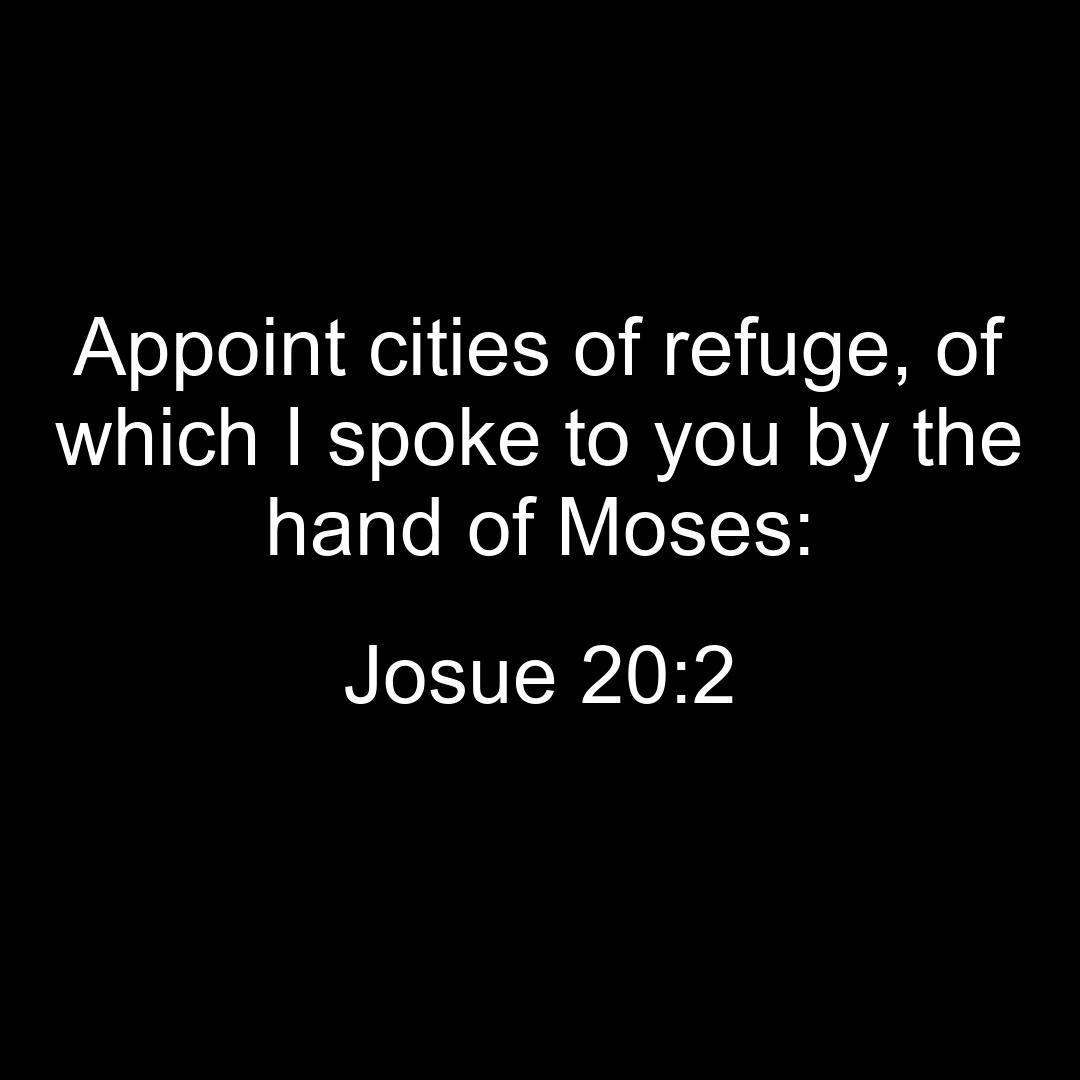 Appoint cities of refuge, of
which I spoke to you by the
hand of Moses:
Josue 20:2